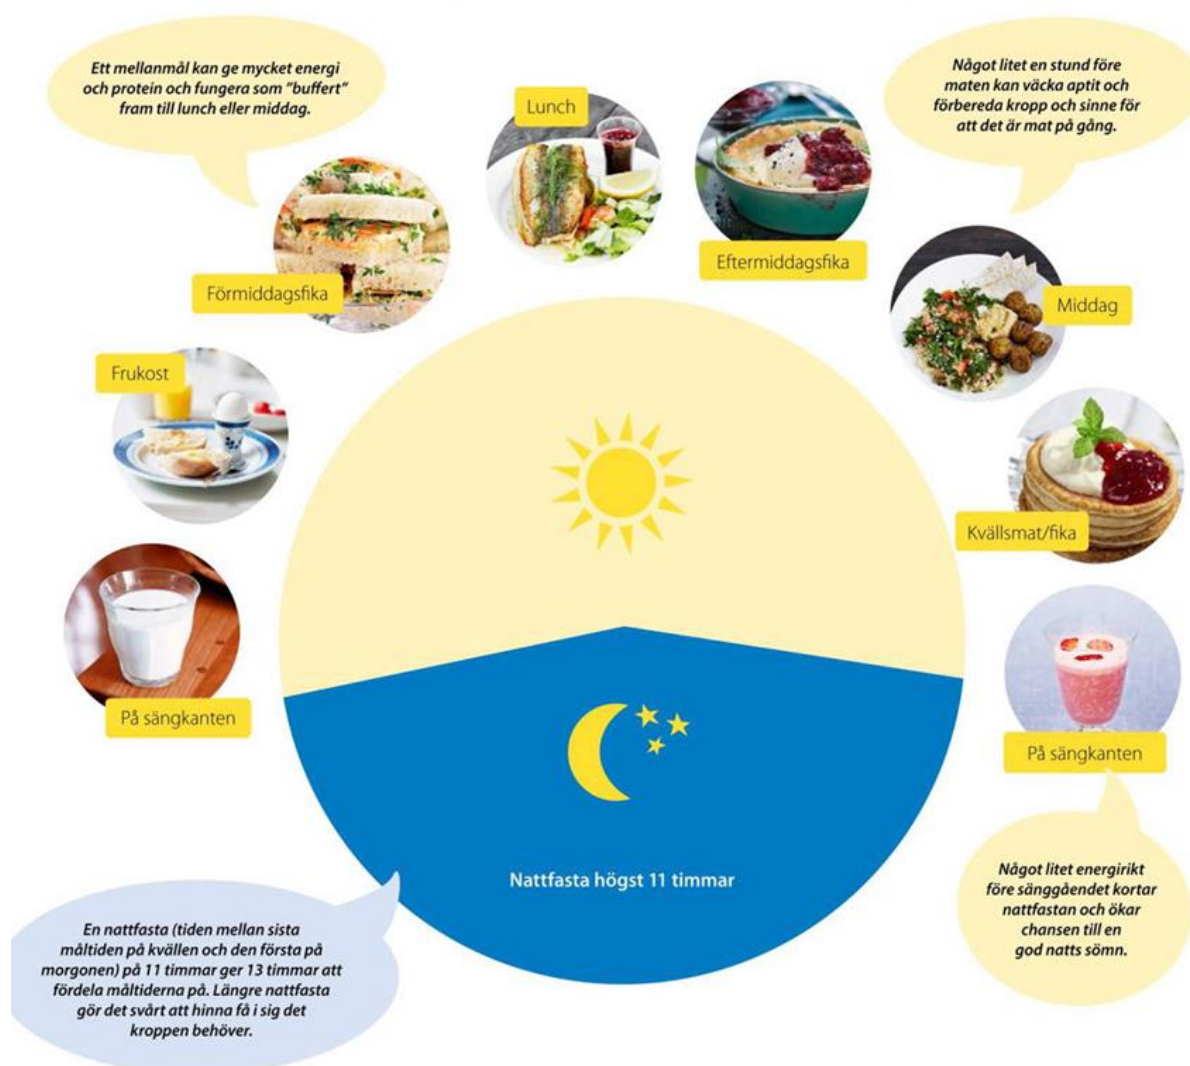 Ett mellanmål kan ge mycket energi
och protein och fungera som ”buffert”
fram till lunch eller middag.
Något litet en stund före
maten kan väcka aptit och
förbereda kropp och sinne för
att det är mat på gång.
Lunch
Eftermiddagsfika
Förmiddagsfika
Middag
Frukost
Kvällsmat/fika
På sängkanten
På sängkanten
Nattfasta högst 11 timmar
Något litet energirikt
före sänggåendet kortar
nattfastan och ökar
chansen till en
god natts sömn.
En nattfasta (tiden mellan sista
måltiden på kvällen och den första på
morgonen) på 11 timmar ger 13 timmar att
fördela måltiderna på. Längre nattfasta
gör det svårt att hinna få i sig det
kroppen behöver.